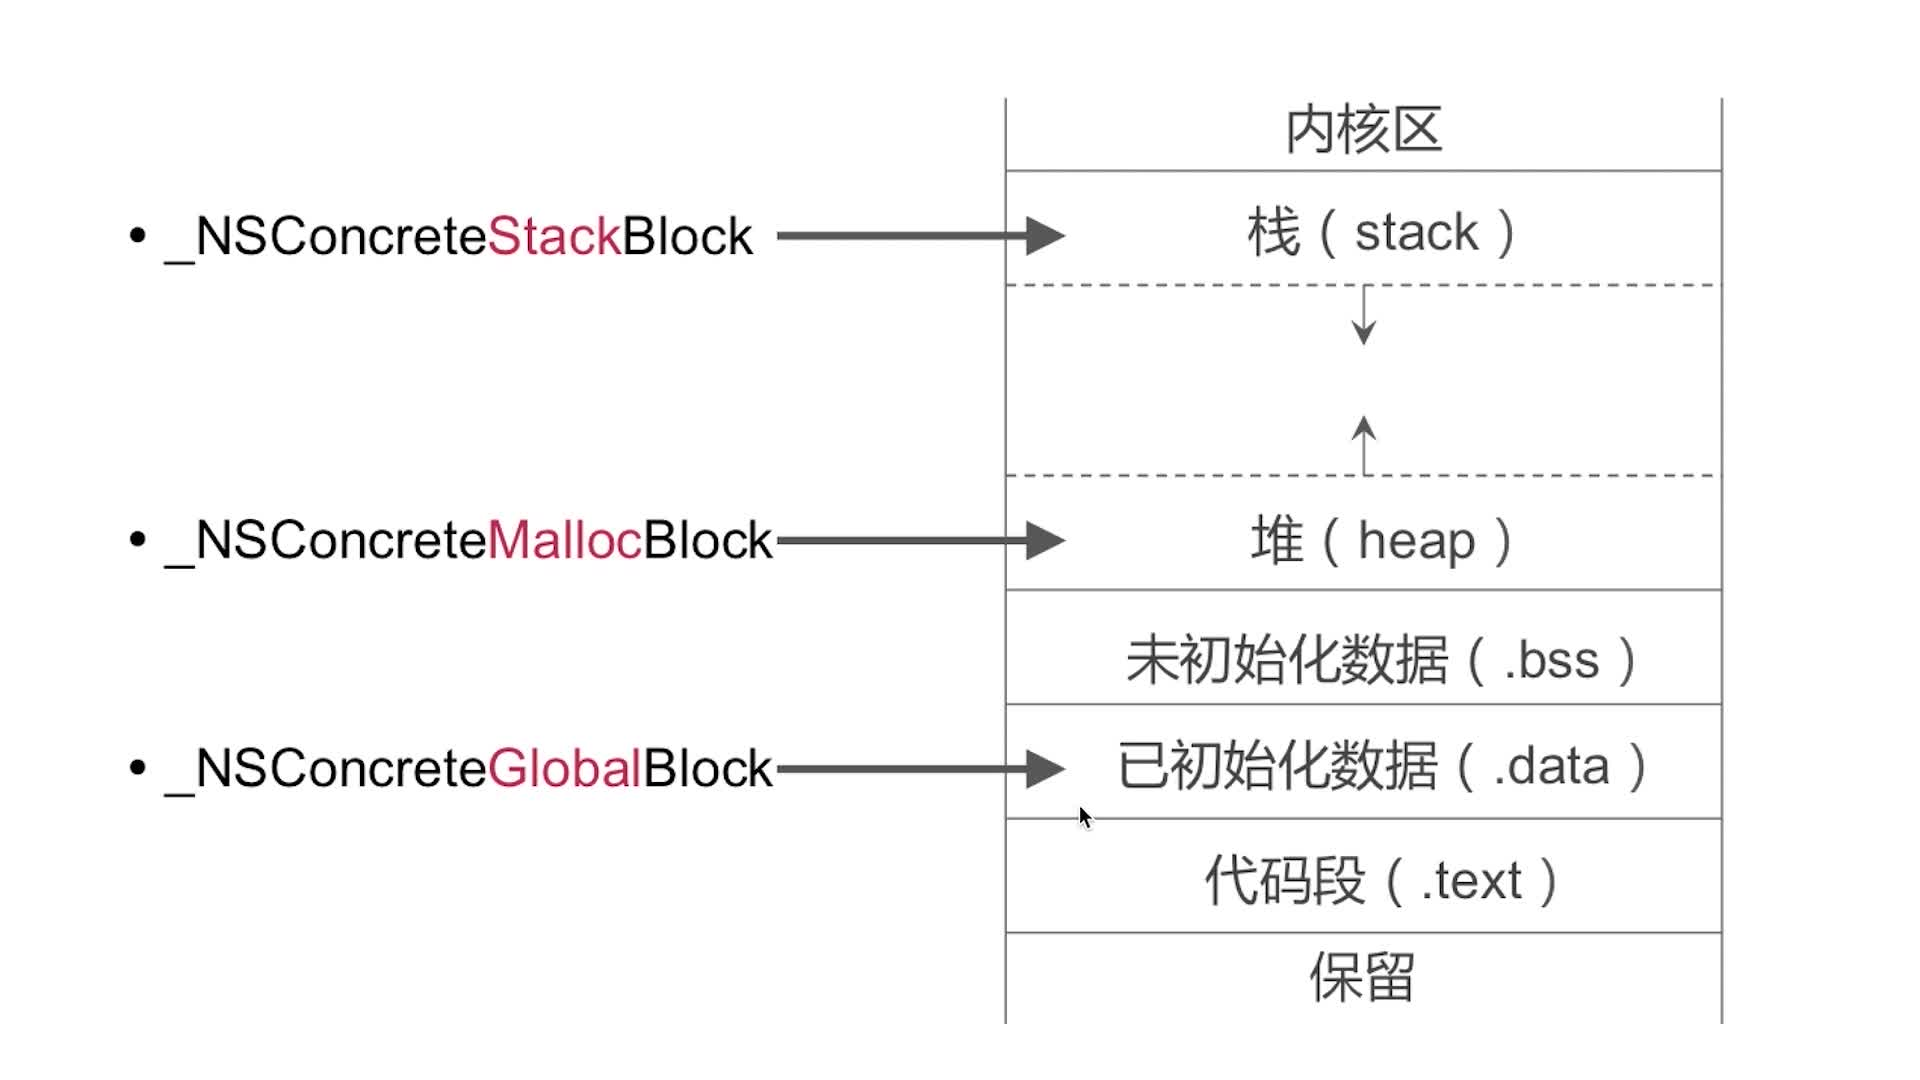 内核区
• _NSConcreteStackBlock
栈（stack）
• _NSConcreteMallocBlock
堆（heap）
未初始化数据（.bss）
• _NSConcreteGlobalBlock
已初始化数据（.data）
代码段（.text）
保留